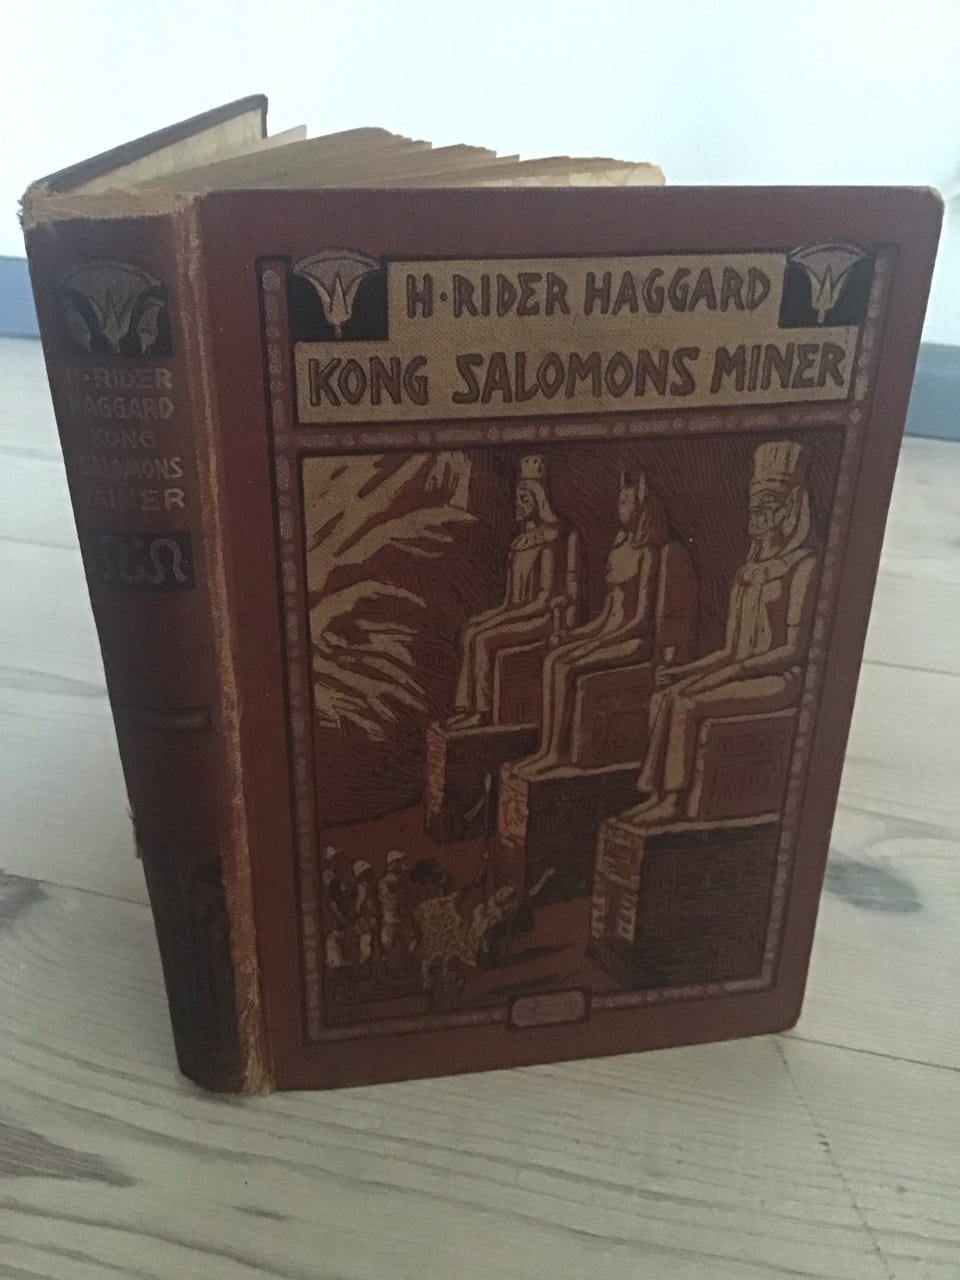 H·RIDER HAGGARD
KONG SALOMONS MINER
H·RIDER
HAGGARD
KONG
SALOMONS
MINER